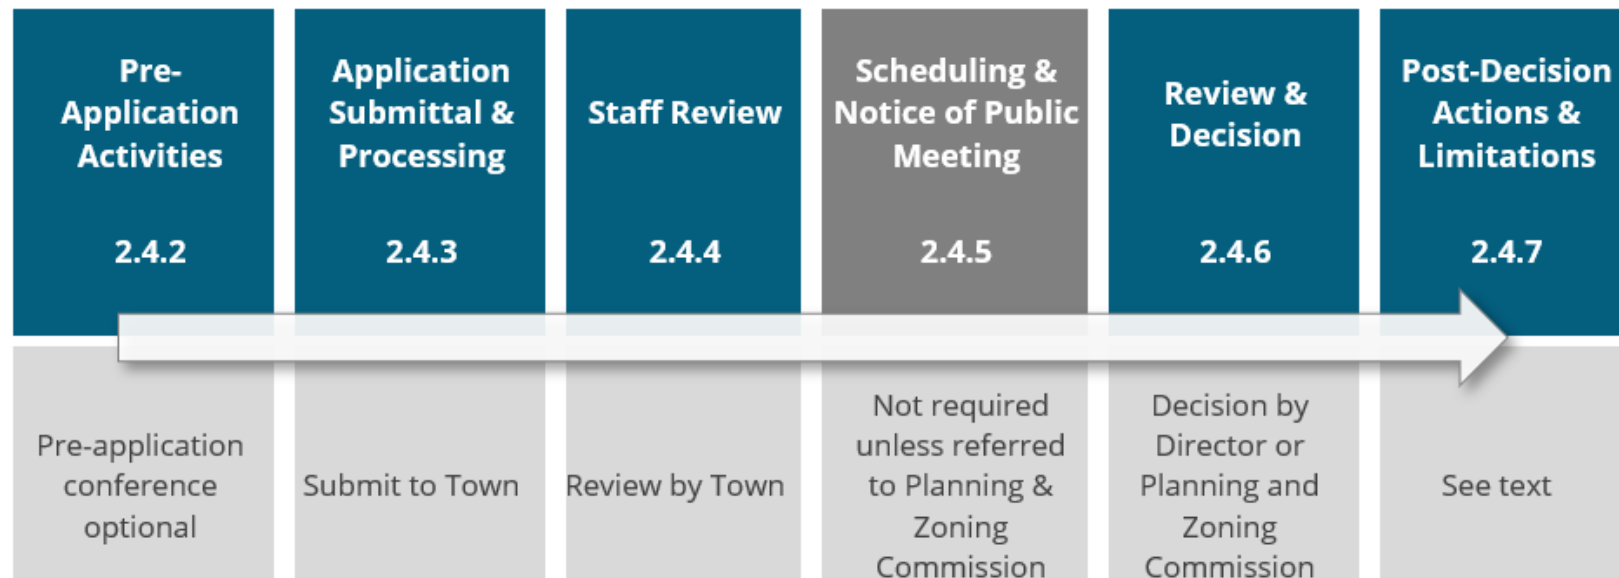 Pre-
Application
Activities
2.4.2
Application
Submittal &
Processing
2.4.3
Staff Review
2.4.4
Scheduling &
Notice of Public
Meeting
2.4.5
Review &
Decision
2.4.6
Post-Decision
Actions &
Limitations
2.4.7
Pre-application
conference
optional
Submit to Town
Review by Town
Not required
unless referred
to Planning &
Zoning
Commission
Decision by
Director or
Planning and
Zoning
Commission
See text